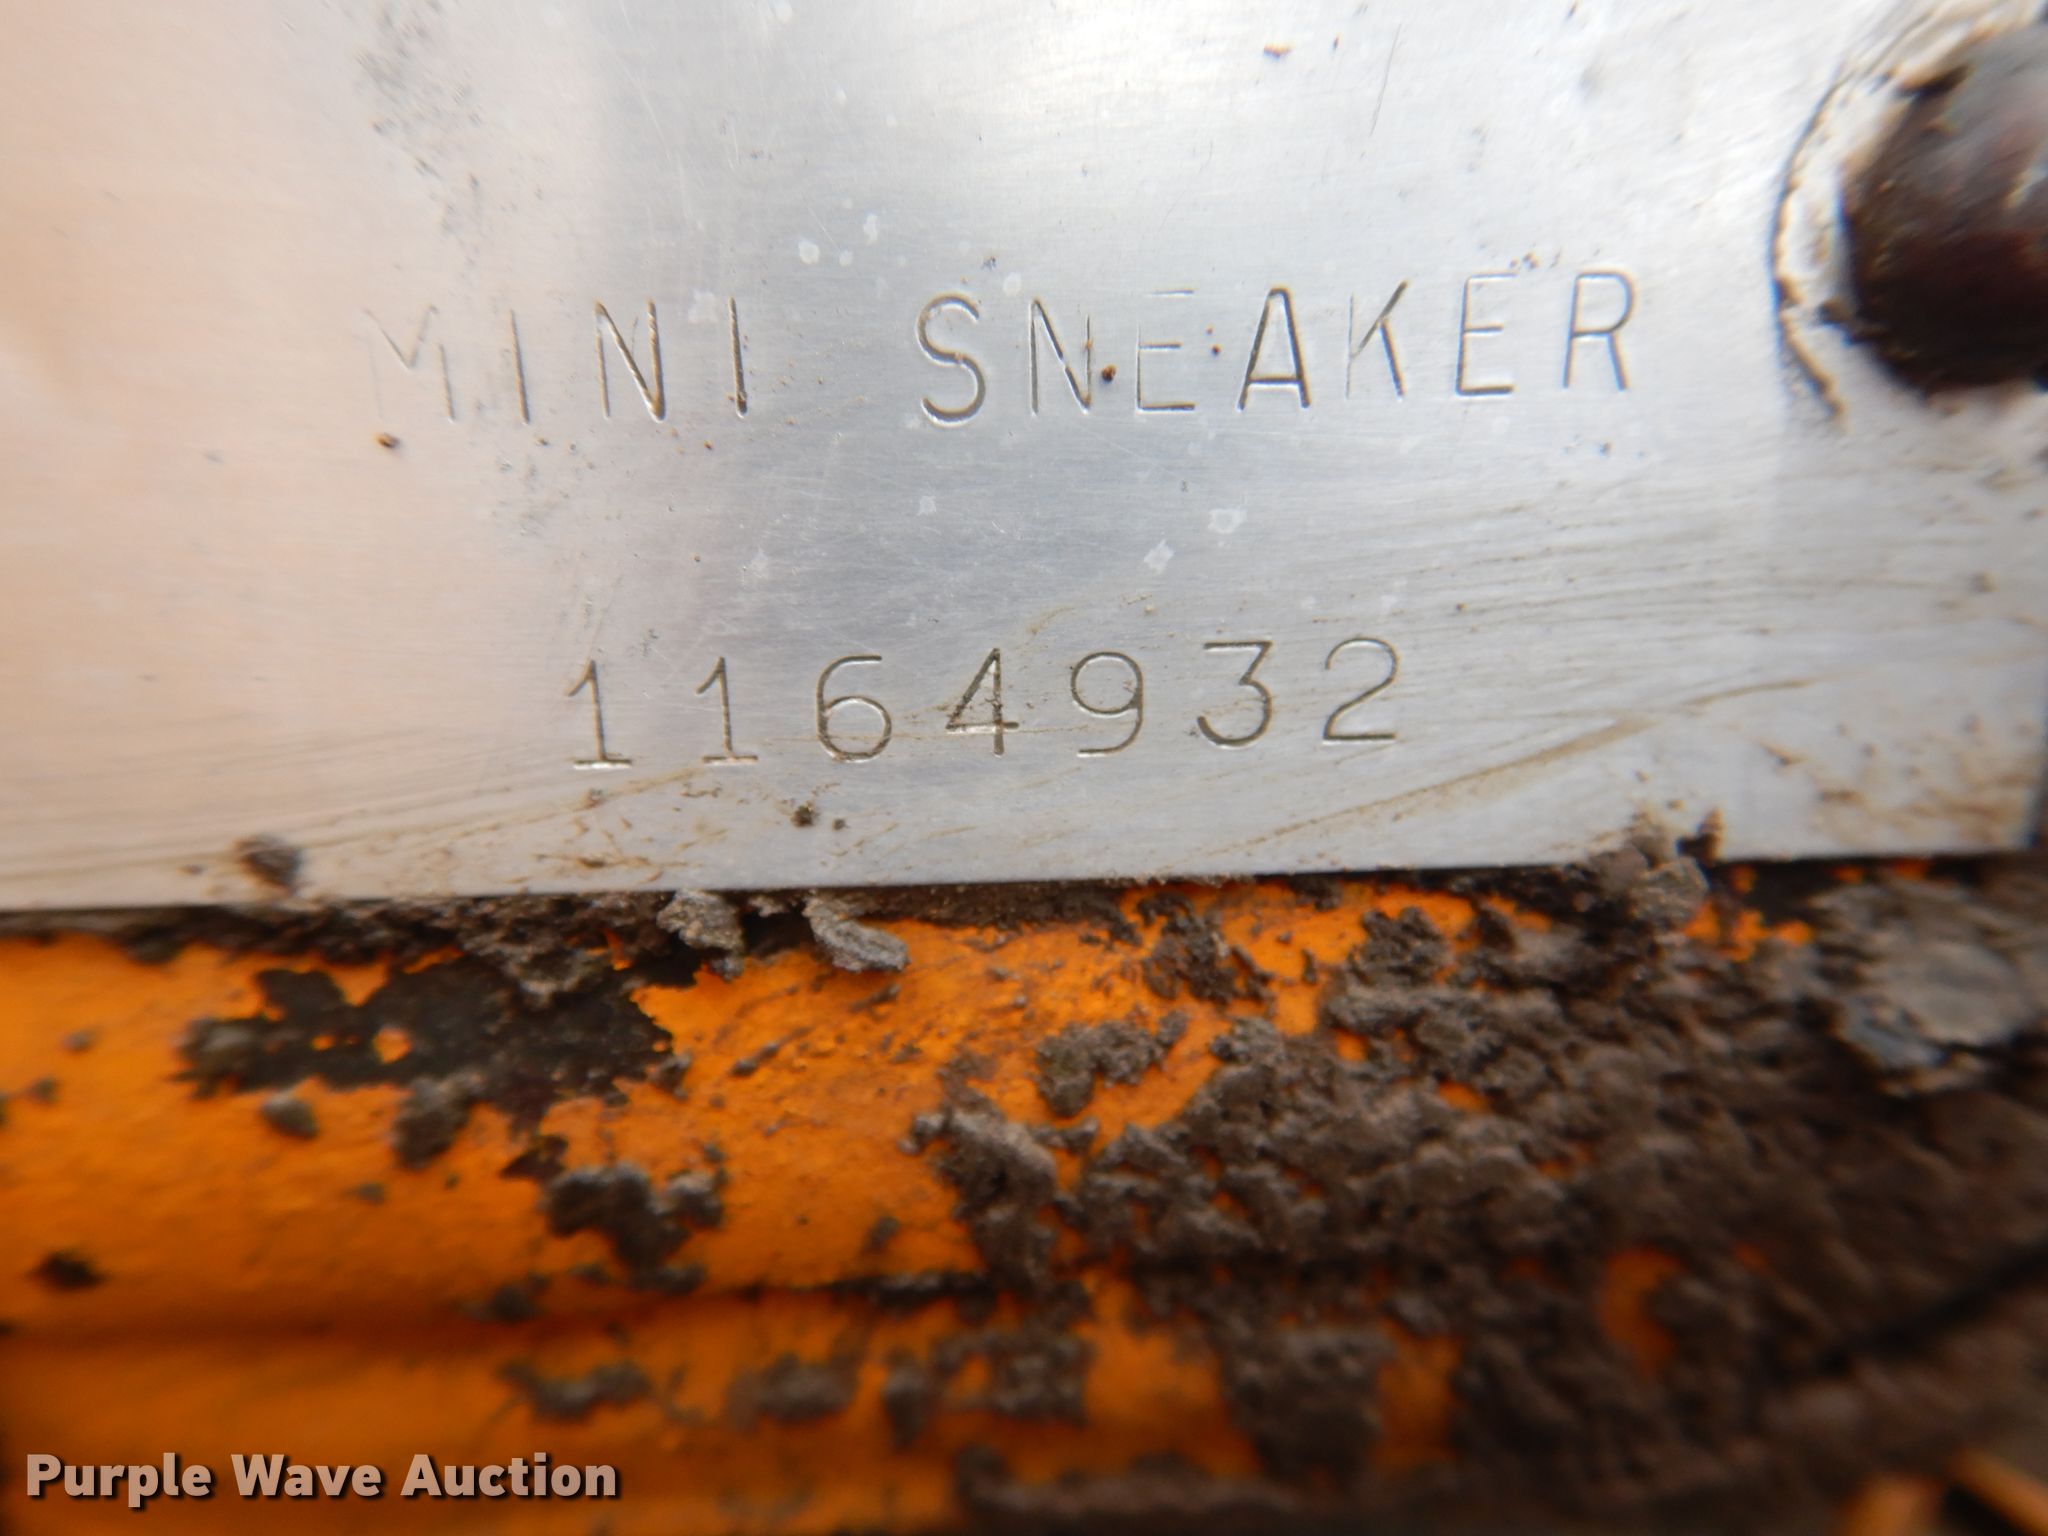 MINI SNEAKER
1164932
Purple Wave Auction